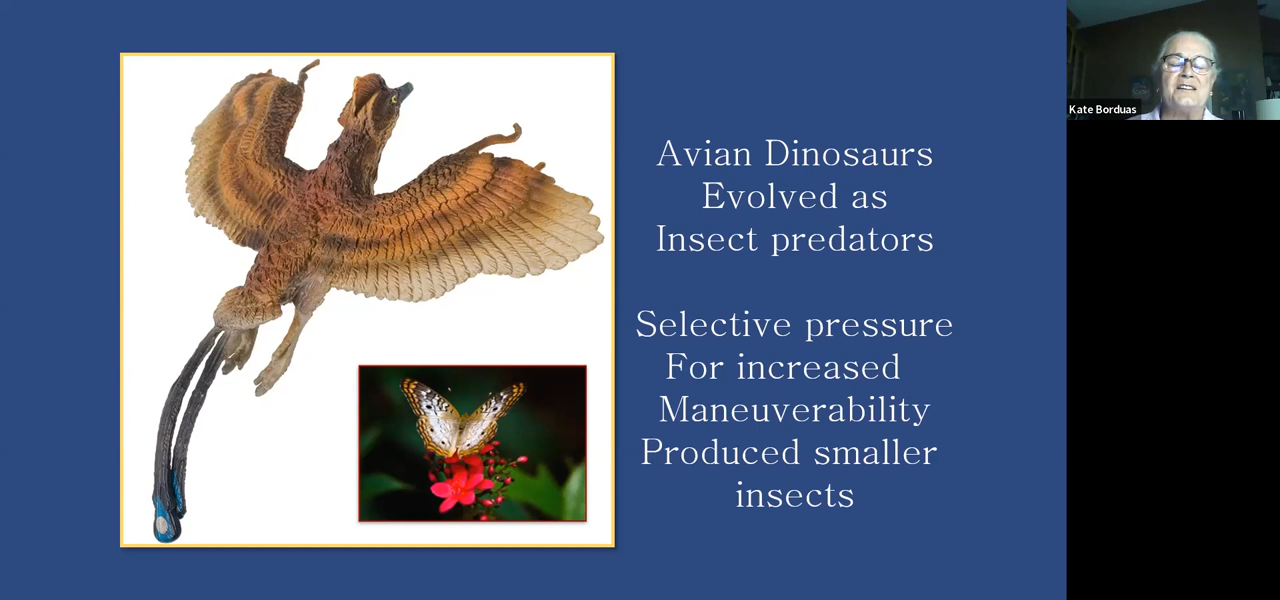 Avian Dinosaurs
Evolved as
Insect predators
Selective pressure
For increased
Maneuverability
Produced smaller
insects
Kate Borduas